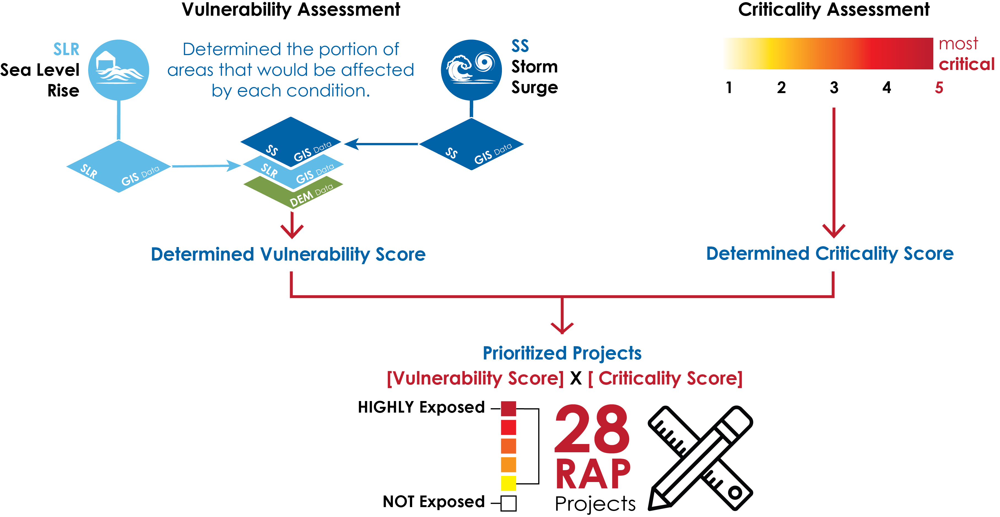 Vulnerability Assessment
SLR
Sea Level
Rise
Determined the portion of
areas that would be affected
by each condition.
SS
Storm
Surge
SLR GIS Data
SS GIS Data
SLR GIS Data
DEM Data
SS GIS Data
Determined Vulnerability Score
Criticality Assessment
most
critical
1 2 3 4 5
Determined Criticality Score
Prioritized Projects
[Vulnerability Score] X [ Criticality Score]
HIGHLY Exposed
NOT Exposed
28
RAP
Projects